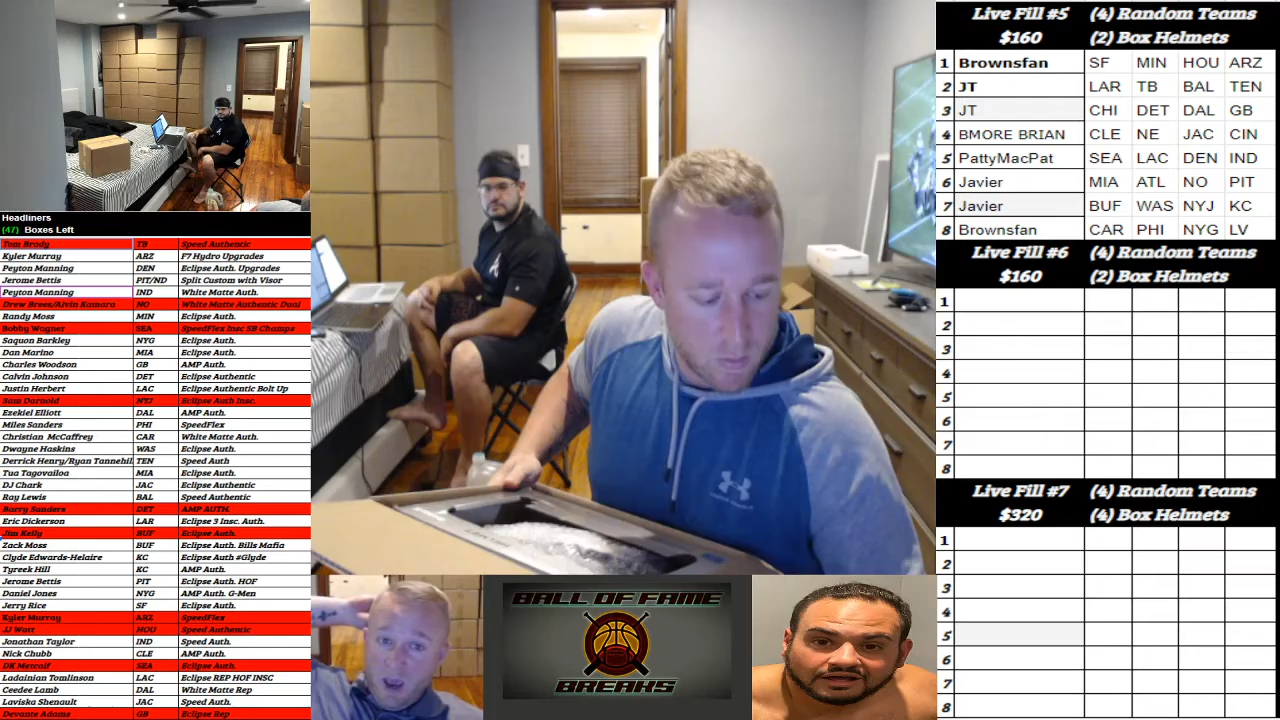 Headliners
(47) Boxes Left
Tom Brady TB Speed Authentic
Kyler Murray ARZ F7 Hydro Upgrades
Peyton Manning DEN Eclipse Auth. Upgrades
Jerome Bettis PIT/ND Split Custom with Visor
Peyton Manning IND White Matte Auth.
Drew Brees/Alvin Kamara NO White Matte Authentic Dual
Randy Moss MIN Eclipse Auth.
Bobby Wagner SEA SpeedFlex Insc SB Champs
Saquon Barkley NYG Eclipse Auth.
Dan Marino MIA Eclipse Auth.
Charles Woodson GB AMP Auth.
Calvin Johnson DET Eclipse Authentic
Justin Herbert LAC Eclipse Authentic Bolt Up
Sam Darnold NYJ Eclipse Auth Insc.
Ezekiel Elliott DAL AMP Auth.
Miles Sanders PHI SpeedFlex
Christian McCaffrey CAR White Matte Auth.
Dwayne Haskins WAS Eclipse Auth.
Derrick Henry/Ryan Tannehil TEN Speed Auth
Tua Tagovailoa MIA Eclipse Auth.
DJ Chark JAC Eclipse Authentic
Ray Lewis BAL Speed Authentic
Barry Sanders DET AMP AUTH.
Eric Dickerson LAR Eclipse 3 Insc. Auth.
Jim Kelly BUF Eclipse Auth.
Zack Moss BUF Eclipse Auth. Bills Mafia
Clyde Edwards-Helaire KC Eclipse Auth #Glyde
Tyreek Hill KC AMP Auth.
Jerome Bettis PIT Eclipse Auth. HOF
Daniel Jones NYG AMP Auth. G-Men
Jerry Rice SF Eclipse Auth.
Kyler Murray ARZ SpeedFlex
JJ Watt HOU Speed Authentic
Jonathan Taylor IND Speed Auth.
Nick Chubb CLE AMP Auth.
DK Metcalf SEA Eclipse Auth.
Ladainian Tomlinson LAC Eclipse REP HOF INSC
Ceedee Lamb DAL White Matte Rep
Laviska Shenault JAC Speed Auth.
Devante Adams GB Eclipse Rep
BALL OF FAME
BREAKS
Live Fill #5 (4) Random Teams
$160 (2) Box Helmets
1 Brownsfan SF MIN HOU ARZ
2 JT LAR TB BAL TEN
3 JT CHI DET DAL GB
4 BMORE BRIAN CLE NE JAC CIN
5 PattyMacPat SEA LAC DEN IND
6 Javier MIA ATL NO PIT
7 Javier BUF WAS NYJ KC
8 Brownsfan CAR PHI NYG LV
Live Fill #6 (4) Random Teams
$160 (2) Box Helmets
1
2
3
4
5
6
7
8
Live Fill #7 (4) Random Teams
$320 (4) Box Helmets
1
2
3
4
5
6
7
8
UNDER ARMOUR